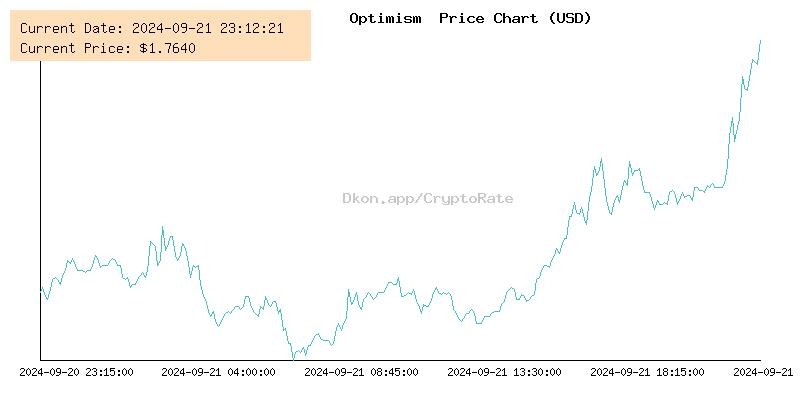 Optimism  Price Chart (USD)
Current Date: 2024-09-21 23:12:21
Current Price: $1.7640
Dkon.app/CryptoRate
2024-09-20 23:15:00 2024-09-21 04:00:00 2024-09-21 08:45:00 2024-09-21 13:30:00 2024-09-21 18:15:00 2024-09-21